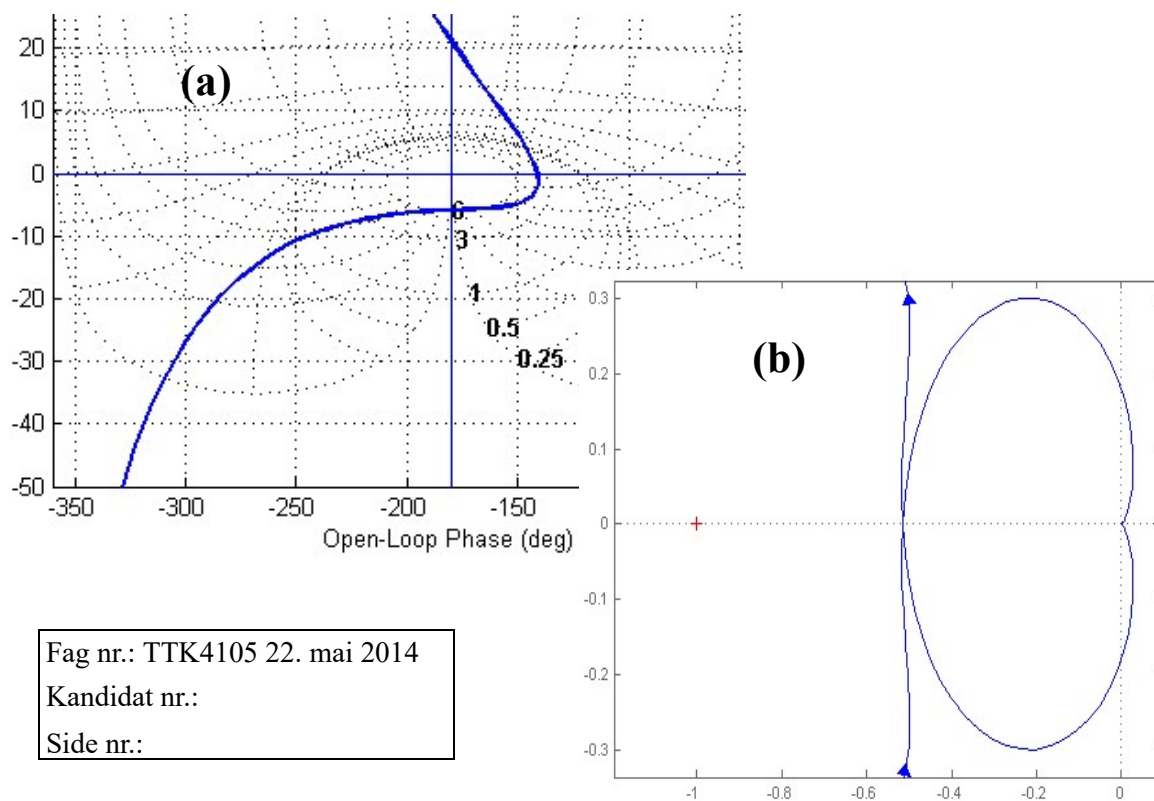 20
10
0
-10
-20
-30
-40
-50
(a)
6
3
1
0.5
0.25
-350 -300 -250 -200 -150
Open-Loop Phase (deg)
(b)
0.3
0.2
0.1
0
-0.1
-0.2
-0.3
-1 -0.8 -0.6 -0.4 -0.2 0
Fag nr.: TTK4105 22. mai 2014
Kandidat nr.:
Side nr.: